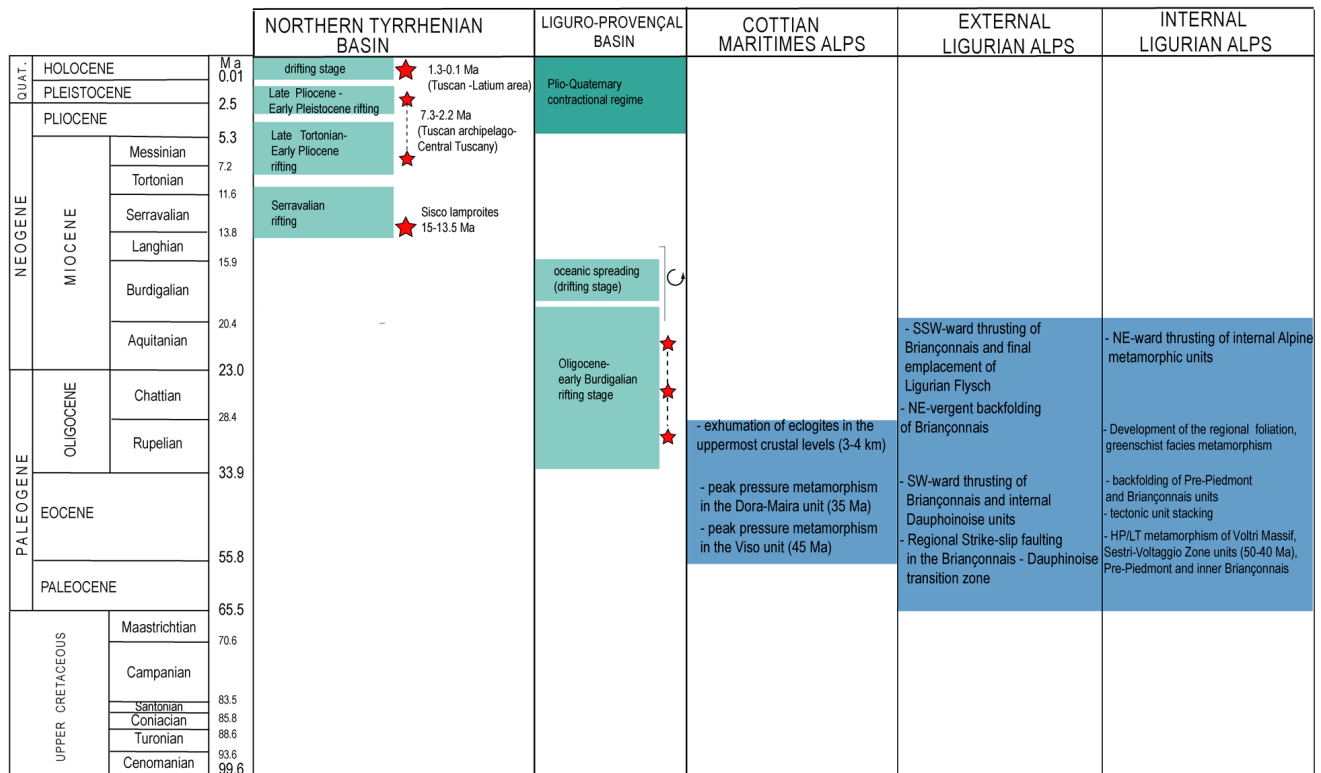 NORTHERN TYRRHENIAN
BASIN
LIGURO-PROVENÇAL
BASIN
COTTIAN
MARITIMES ALPS
EXTERNAL
LIGURIAN ALPS
INTERNAL
LIGURIAN ALPS
QUAT.
HOLOCENE
PLEISTOCENE
NEOGENE
PLIOCENE
MIOCENE
Messinian
Tortonian
Serravalian
Langhian
Burdigalian
Aquitanian
PALEOGENE
OLIGOCENE
Chattian
Rupelian
EOCENE
PALEOCENE
UPPER CRETACEOUS
Maastrichtian
Campanian
Santonian
Coniacian
Turonian
Cenomanian
Ma
0.01
2.5
5.3
7.2
11.6
13.8
15.9
20.4
23.0
28.4
33.9
55.8
65.5
70.6
83.5
85.8
88.6
93.6
99.6
drifting stage
1.3-0.1 Ma
(Tuscan -Latium area)
Late Pliocene -
Early Pleistocene rifting
7.3-2.2 Ma
(Tuscan archipelago-
Central Tuscany)
Late Tortonian-
Early Pliocene
rifting
Serravalian
rifting
Sisco lamproites
15-13.5 Ma
Plio-Quaternary
contractional regime
oceanic spreading
(drifting stage)
Oligocene-
early Burdigalian
rifting stage
- exhumation of eclogites in the
uppermost crustal levels (3-4 km)
- peak pressure metamorphism
in the Dora-Maira unit (35 Ma)
- peak pressure metamorphism
in the Viso unit (45 Ma)
- SSW-ward thrusting of
Briançonnais and final
emplacement of
Ligurian Flysch
- NE-vergent backfolding
of Briançonnais
- SW-ward thrusting of
Briançonnais and internal
Dauphoinoise units
- Regional Strike-slip faulting
in the Briançonnais - Dauphinoise
transition zone
- NE-ward thrusting of internal Alpine
metamorphic units
- Development of the regional foliation,
greenschist facies metamorphism
- backfolding of Pre-Piedmont
and Briançonnais units
- tectonic unit stacking
- HP/LT metamorphism of Voltri Massif,
Sestri-Voltaggio Zone units (50-40 Ma),
Pre-Piedmont and inner Briançonnais